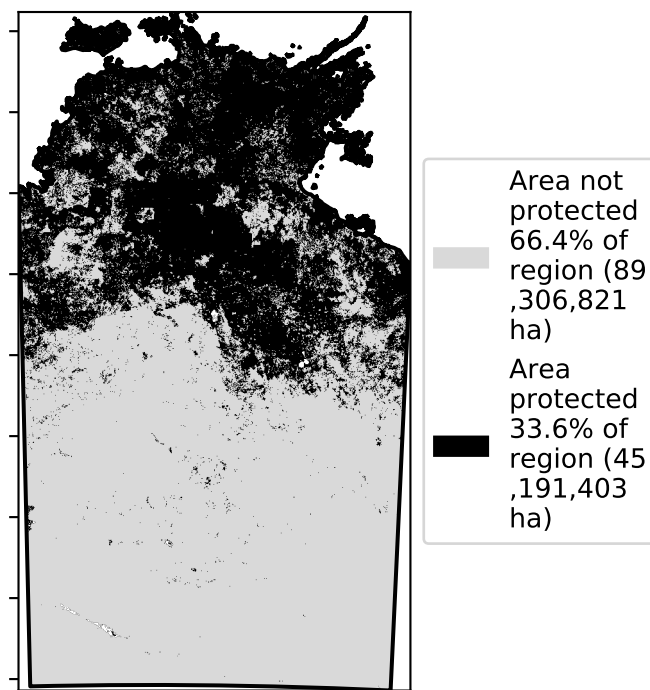 Area not
protected
66.4% of
region (89
,306,821
ha)
Area
protected
33.6% of
region (45
,191,403
ha)